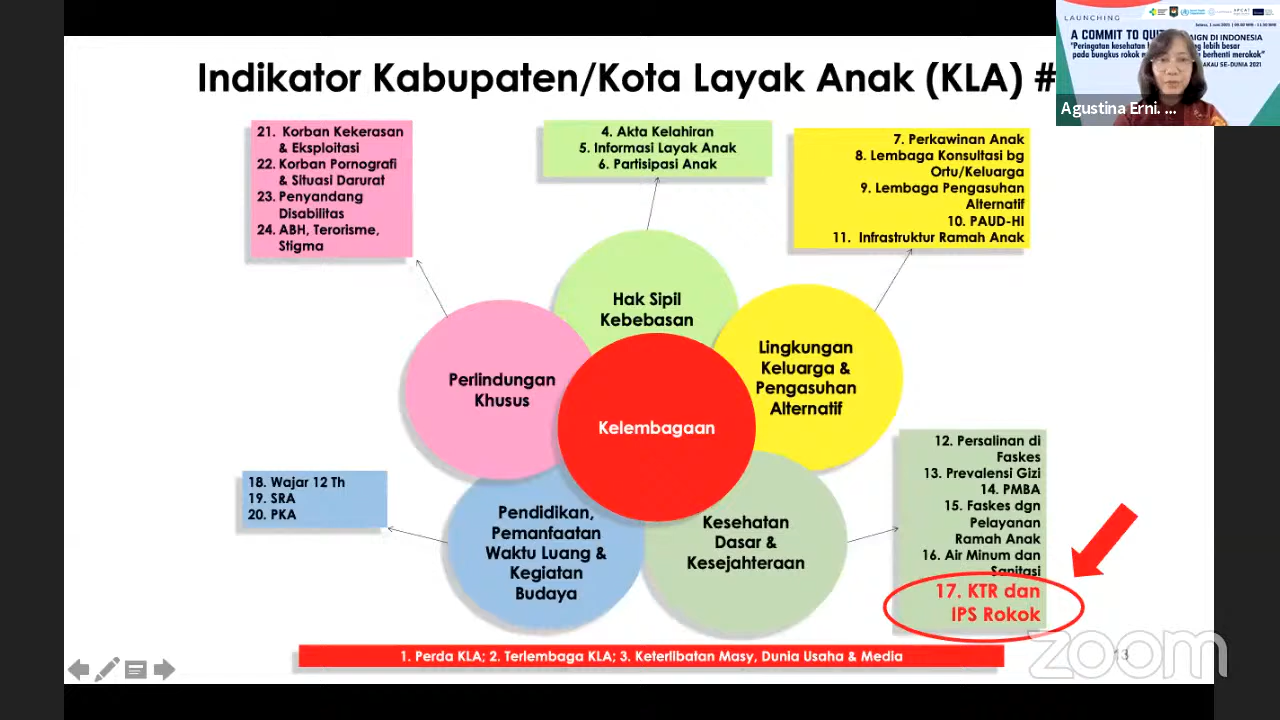 Indikator Kabupaten/Kota Layak Anak (KLA) #
LAUNCHING
A COMMIT TO QUIT
AIGN DI INDONESIA
"Peringatan kesehatan
lebih besar
pada bungkus rokok
berhenti merokok"
AKAU SE-DUNIA 2021
Agustina Erni. ...
21. Korban Kekerasan
& Eksploitasi
22. Korban Pornografi
& Situasi Darurat
23. Penyandang
Disabilitas
24. ABH, Terorisme,
Stigma
4. Akta Kelahiran
5. Informasi Layak Anak
6. Partisipasi Anak
7. Perkawinan Anak
8. Lembaga Konsultasi bg
Ortu/Keluarga
9. Lembaga Pengasuhan
Alternatif
10. PAUD-HI
11. Infrastruktur Ramah Anak
Hak Sipil
Kebebasan
Perlindungan
Khusus
Lingkungan
Keluarga &
Pengasuhan
Alternatif
Kelembagaan
18. Wajar 12 Th
19. SRA
20. PKA
Pendidikan,
Pemanfaatan
Waktu Luang &
Kegiatan
Budaya
Kesehatan
Dasar &
Kesejahteraan
12. Persalinan di
Faskes
13. Prevalensi Gizi
14. PMBA
15. Faskes dgn
Pelayanan
Ramah Anak
16. Air Minum dan
Sanitasi
17. KTR dan
IPS Rokok
1. Perda KLA; 2. Terlembaga KLA; 3. Keterlibatan Masy, Dunia Usaha & Media
13
zoom